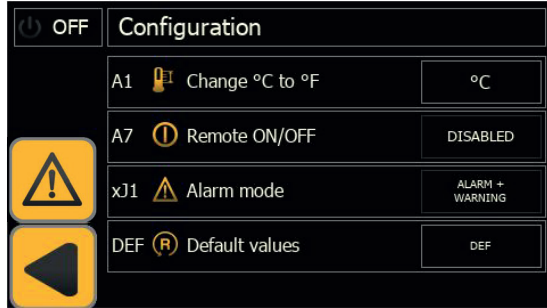 OFF Configuration
A1 Change °C to °F °C
A7 Remote ON/OFF DISABLED
xJ1 Alarm mode ALARM +
WARNING
DEF R Default values DEF